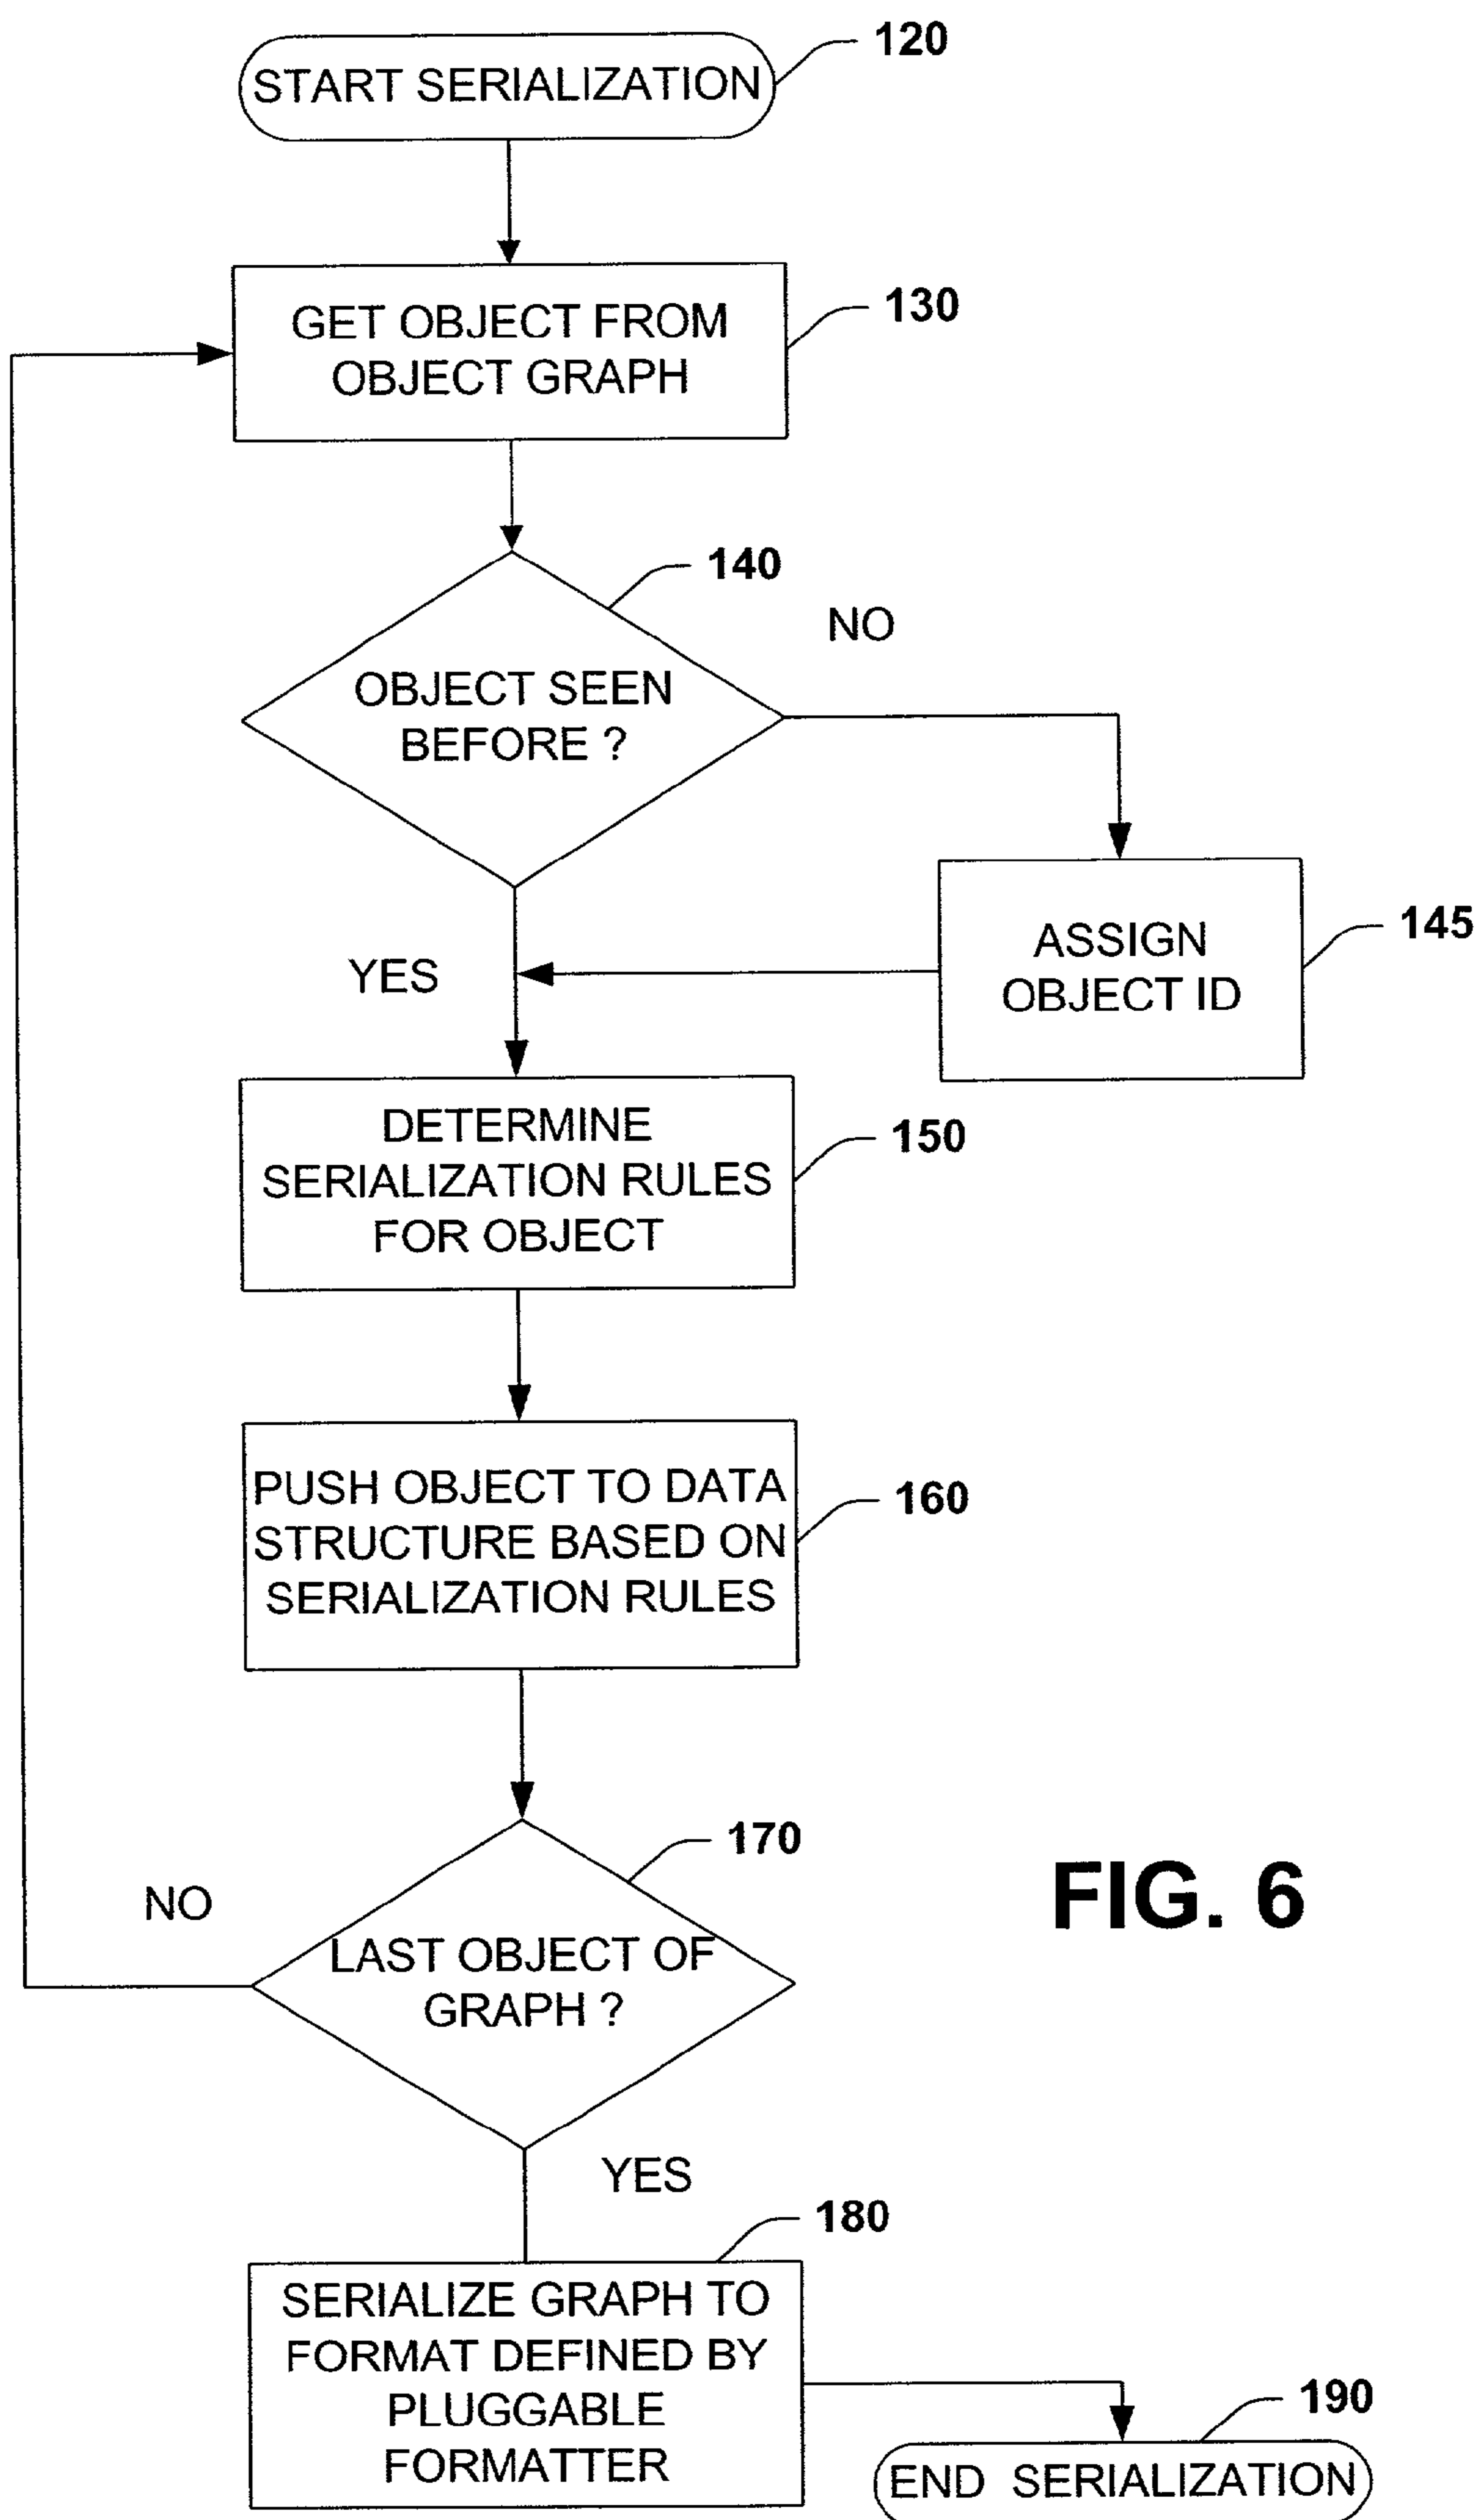 120
START SERIALIZATION
130
GET OBJECT FROM
OBJECT GRAPH
140
NO
OBJECT SEEN
BEFORE ?
145
YES
ASSIGN
OBJECT ID
150
DETERMINE
SERIALIZATION RULES
FOR OBJECT
160
PUSH OBJECT TO DATA
STRUCTURE BASED ON
SERIALIZATION RULES
170
NO
LAST OBJECT OF
GRAPH ?
FIG. 6
YES
180
SERIALIZE GRAPH TO
FORMAT DEFINED BY
PLUGGABLE
FORMATTER
190
END SERIALIZATION